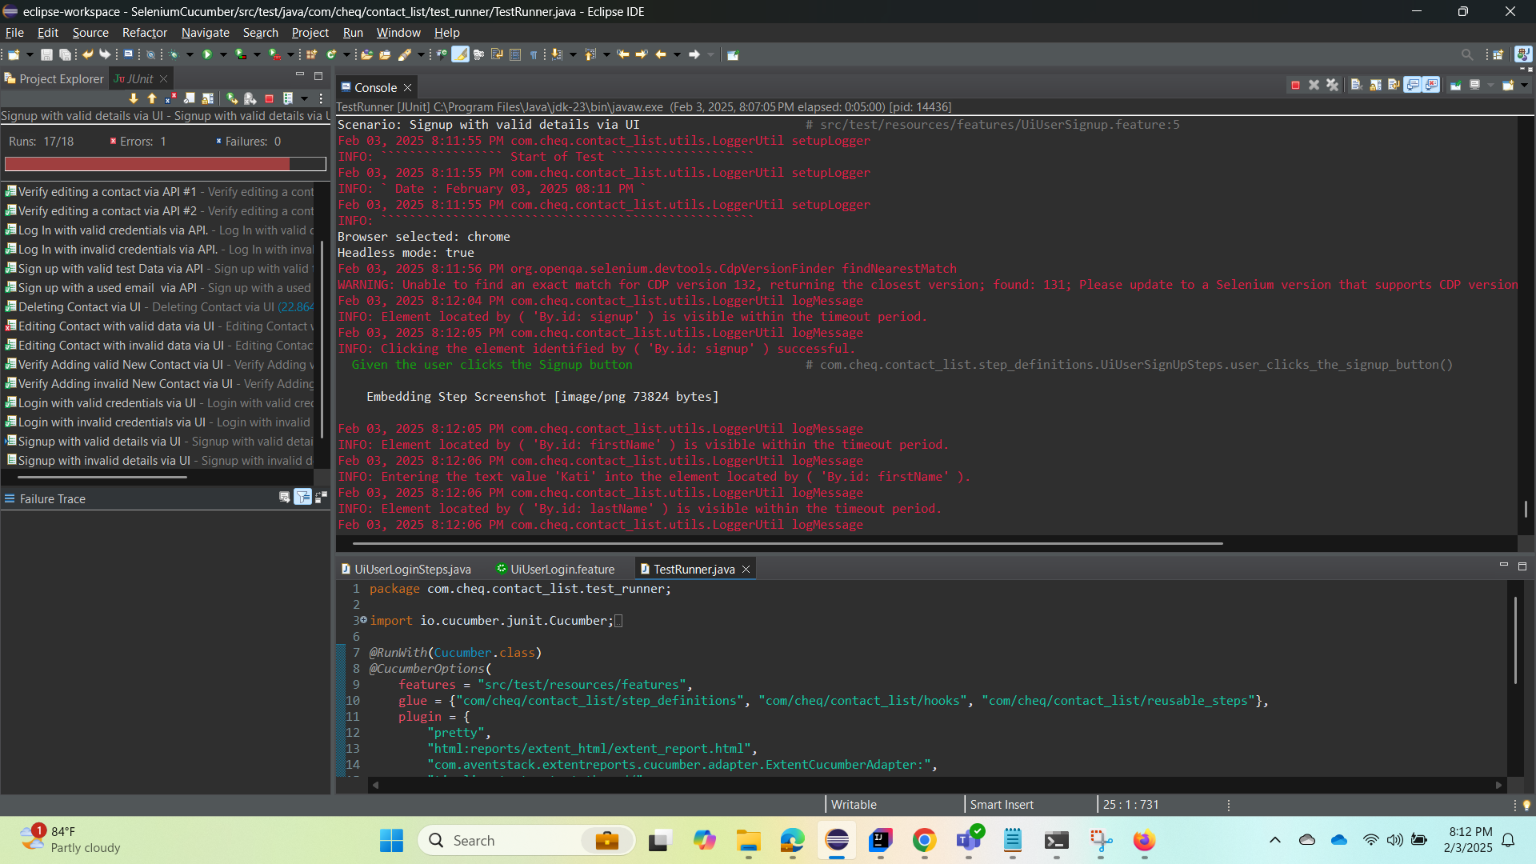 eclipse-workspace - SeleniumCucumber/src/test/java/com/cheq/contact_list/test_runner/TestRunner.java - Eclipse IDE
File Edit Source Refactor Navigate Search Project Run Window Help
Project Explorer JUnit
Signup with valid details via UI - Signup with valid details via UI
Runs: 17/18 Errors: 1 Failures: 0
Verify editing a contact via API #1 - Verify editing a cont
Verify editing a contact via API #2 - Verify editing a cont
Log In with valid credentials via API. - Log In with valid c
Log In with invalid credentials via API. - Log In with inva
Sign up with valid test Data via API - Sign up with valid
Sign up with a used email  via API - Sign up with a used
Deleting Contact via UI - Deleting Contact via UI (22.864
Editing Contact with valid data via UI - Editing Contact v
Editing Contact with invalid data via UI - Editing Contac
Verify Adding valid New Contact via UI - Verify Adding v
Verify Adding invalid New Contact via UI - Verify Adding
Login with valid credentials via UI - Login with valid cred
Login with invalid credentials via UI - Login with invalid
Signup with valid details via UI - Signup with valid detai
Signup with invalid details via UI - Signup with invalid d
Failure Trace
Console
TestRunner [JUnit] C:\Program Files\Java\jdk-23\bin\javaw.exe (Feb 3, 2025, 8:07:05 PM elapsed: 0:05:00) [pid: 14436]
Scenario: Signup with valid details via UI # src/test/resources/features/UiUserSignup.feature:5
Feb 03, 2025 8:11:55 PM com.cheq.contact_list.utils.LoggerUtil setupLogger
INFO: ````````````````` Start of Test ````````````````````
Feb 03, 2025 8:11:55 PM com.cheq.contact_list.utils.LoggerUtil setupLogger
INFO: ` Date : February 03, 2025 08:11 PM `
Feb 03, 2025 8:11:55 PM com.cheq.contact_list.utils.LoggerUtil setupLogger
INFO: ````````````````````````````````````````````````````
Browser selected: chrome
Headless mode: true
Feb 03, 2025 8:11:56 PM org.openqa.selenium.devtools.CdpVersionFinder findNearestMatch
WARNING: Unable to find an exact match for CDP version 132, returning the closest version; found: 131; Please update to a Selenium version that supports CDP version
Feb 03, 2025 8:12:04 PM com.cheq.contact_list.utils.LoggerUtil logMessage
INFO: Element located by ( 'By.id: signup' ) is visible within the timeout period.
Feb 03, 2025 8:12:05 PM com.cheq.contact_list.utils.LoggerUtil logMessage
INFO: Clicking the element identified by ( 'By.id: signup' ) successful.
Given the user clicks the Signup button # com.cheq.contact_list.step_definitions.UiUserSignUpSteps.user_clicks_the_signup_button()
Embedding Step Screenshot [image/png 73824 bytes]
Feb 03, 2025 8:12:05 PM com.cheq.contact_list.utils.LoggerUtil logMessage
INFO: Element located by ( 'By.id: firstName' ) is visible within the timeout period.
Feb 03, 2025 8:12:06 PM com.cheq.contact_list.utils.LoggerUtil logMessage
INFO: Entering the text value 'Kati' into the element located by ( 'By.id: firstName' ).
Feb 03, 2025 8:12:06 PM com.cheq.contact_list.utils.LoggerUtil logMessage
INFO: Element located by ( 'By.id: lastName' ) is visible within the timeout period.
Feb 03, 2025 8:12:06 PM com.cheq.contact_list.utils.LoggerUtil logMessage
UiUserLoginSteps.java UiUserLogin.feature TestRunner.java
1 package com.cheq.contact_list.test_runner;
2
3 import io.cucumber.junit.Cucumber;
6
7 @RunWith(Cucumber.class)
8 @CucumberOptions(
9 features = "src/test/resources/features",
10 glue = {"com/cheq/contact_list/step_definitions", "com/cheq/contact_list/hooks", "com/cheq/contact_list/reusable_steps"},
11 plugin = {
12 "pretty",
13 "html:reports/extent_html/extent_report.html",
14 "com.aventstack.extentreports.cucumber.adapter.ExtentCucumberAdapter:",
Writable Smart Insert 25 : 1 : 731
1
84°F
Partly cloudy
Search
8:12 PM
2/3/2025